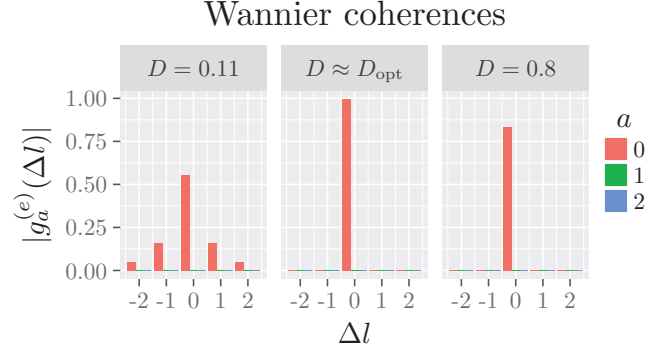 Wannier coherences
D = 0.11 D ≈ D_opt D = 0.8
|g_a^(e)(Δl)|
1.00
0.75
0.50
0.25
0.00
-2 -1 0 1 2 -2 -1 0 1 2 -2 -1 0 1 2
Δl
a
0
1
2